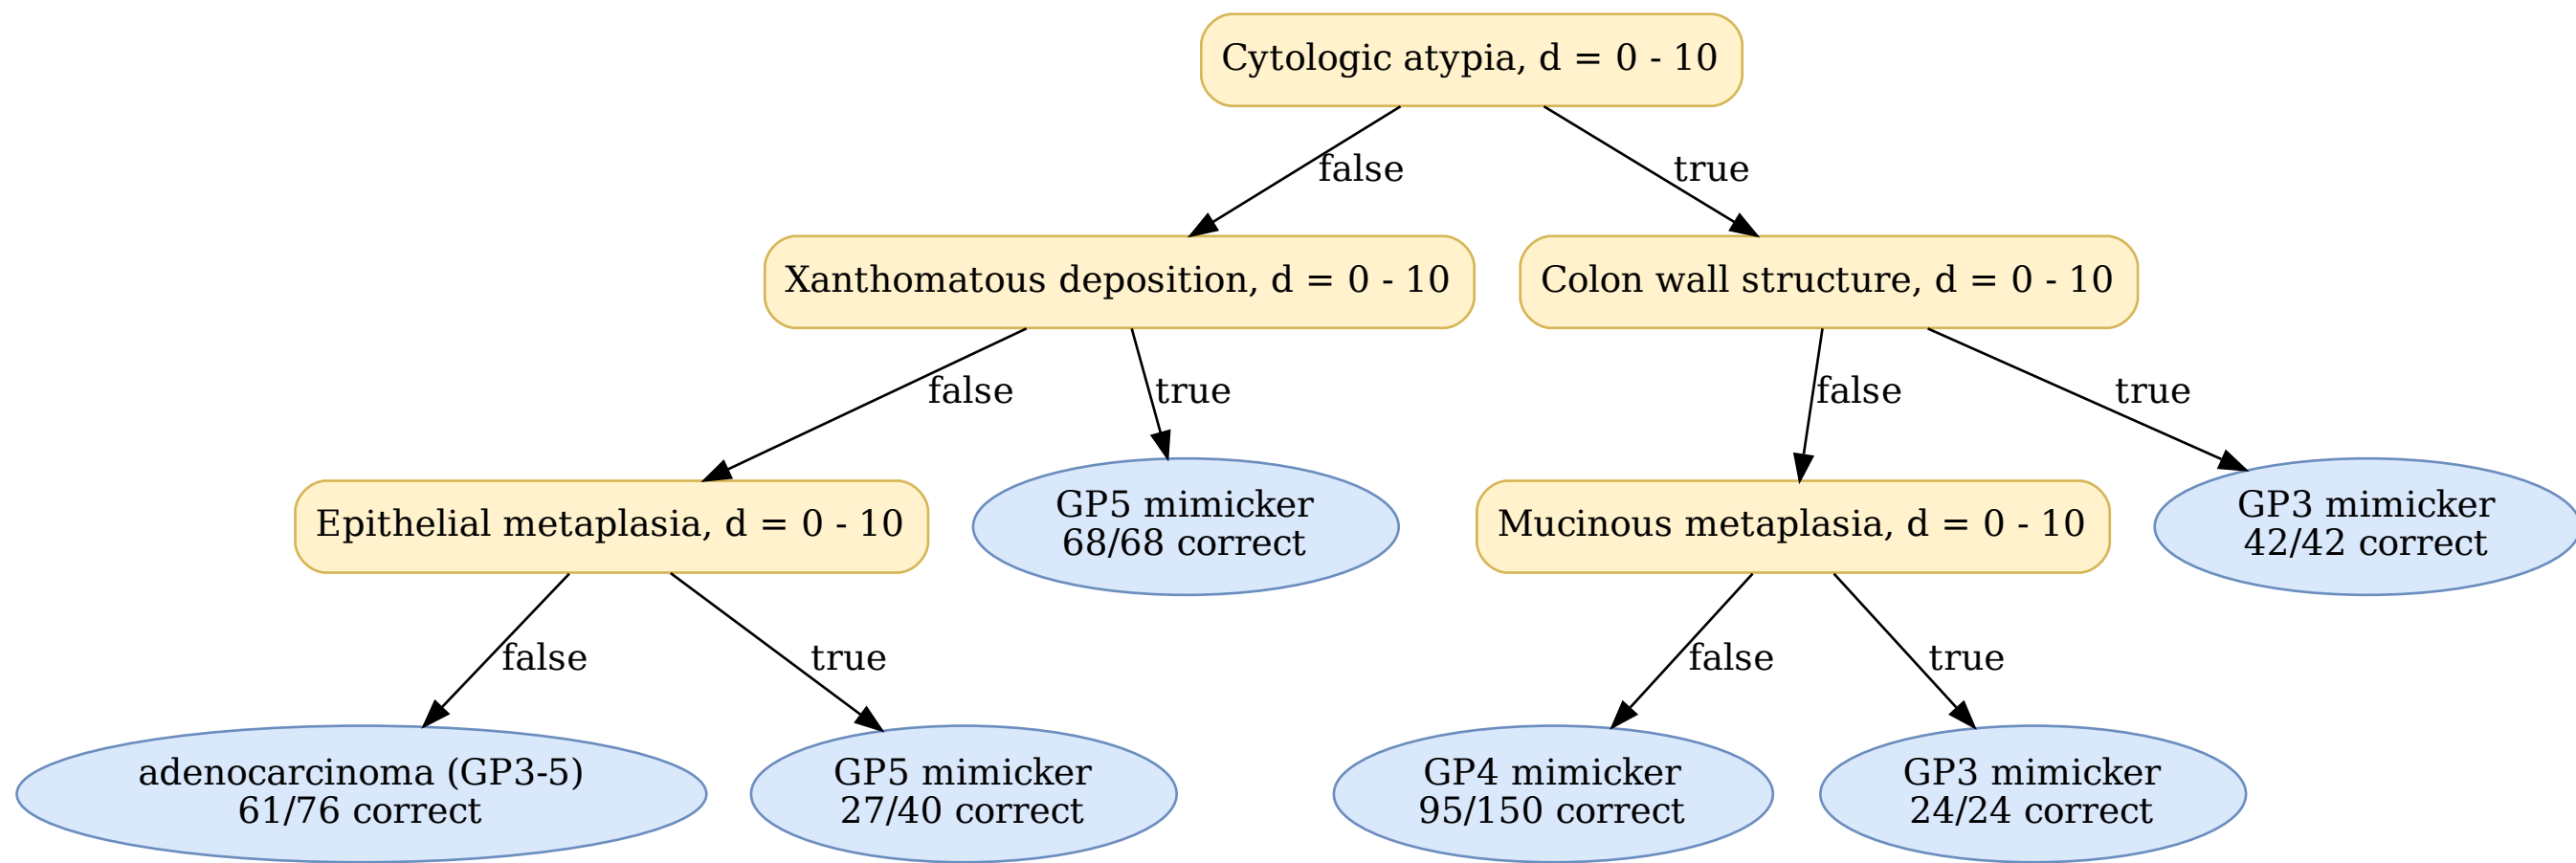 Cytologic atypia, d = 0 - 10
false
true
Xanthomatous deposition, d = 0 - 10
Colon wall structure, d = 0 - 10
false
true
false
true
Epithelial metaplasia, d = 0 - 10
GP5 mimicker
68/68 correct
Mucinous metaplasia, d = 0 - 10
GP3 mimicker
42/42 correct
false
true
false
true
adenocarcinoma (GP3-5)
61/76 correct
GP5 mimicker
27/40 correct
GP4 mimicker
95/150 correct
GP3 mimicker
24/24 correct